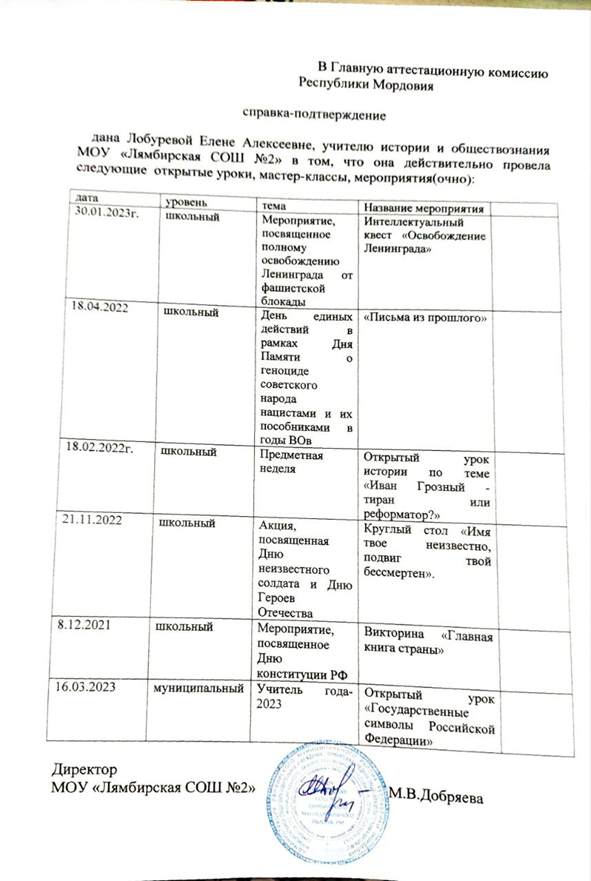 В Главную аттестационную комиссию
Республики Мордовия
справка-подтверждение
дана Лобуревой Елене Алексеевне, учителю истории и обществознания
МОУ «Лямбирская СОШ №2» в том, что она действительно провела
следующие открытые уроки, мастер-классы, мероприятия(очно):
дата уровень тема Название мероприятия
30.01.2023г. школьный Мероприятие, Интеллектуальный
посвященное квест «Освобождение
полному Ленинграда»
освобождению
Ленинграда от
фашистской
блокады
18.04.2022 школьный День единых «Письма из прошлого»
действий в
рамках Дня
Памяти о
геноциде
советского
народа
нацистами и их
пособниками в
годы ВОв
18.02.2022г. школьный Предметная Открытый урок
неделя истории по теме
«Иван Грозный -
тиран или
реформатор?»
21.11.2022 школьный Акция, Круглый стол «Имя
посвященная твое неизвестно,
Дню подвиг твой
неизвестного бессмертен».
солдата и Дню
Героев
Отечества
8.12.2021 школьный Мероприятие, Викторина «Главная
посвященное книга страны»
Дню
конституции РФ
16.03.2023 муниципальный Учитель года- Открытый урок
2023 «Государственные
символы Российской
Федерации»
Директор
МОУ «Лямбирская СОШ №2» М.В.Добряева